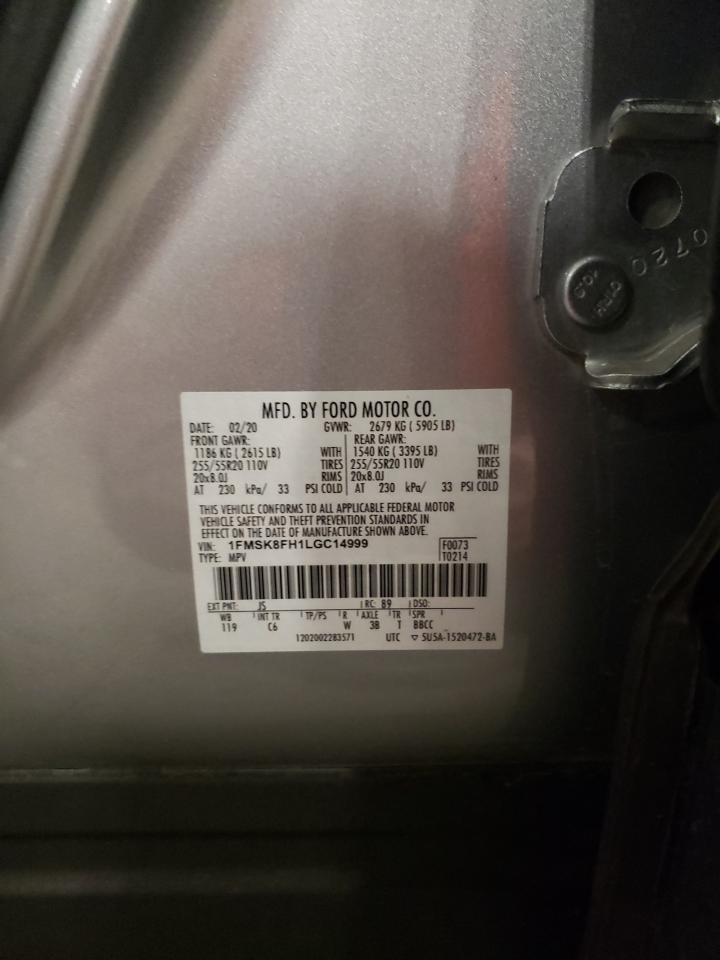 0720
10.9
MFD. BY FORD MOTOR CO.
DATE: 02/20 GVWR: 2679 KG ( 5905 LB)
FRONT GAWR: REAR GAWR:
1186 KG ( 2615 LB) WITH 1540 KG ( 3395 LB) WITH
255/55R20 110V TIRES 255/55R20 110V TIRES
20x8.0J RIMS 20x8.0J RIMS
AT 230 kPa/ 33 PSI COLD AT 230 kPa/ 33 PSI COLD
THIS VEHICLE CONFORMS TO ALL APPLICABLE FEDERAL MOTOR
VEHICLE SAFETY AND THEFT PREVENTION STANDARDS IN
EFFECT ON THE DATE OF MANUFACTURE SHOWN ABOVE.
VIN: 1FMSK8FH1LGC14999 F0073
TYPE: MPV T0214
EXT PNT: JS RC: 89 DSO:
WB INT TR TP/PS R AXLE TR SPR
119 C6 W 3B T BBCC
1202002283571 UTC ▽ 5U5A-1520472-BA